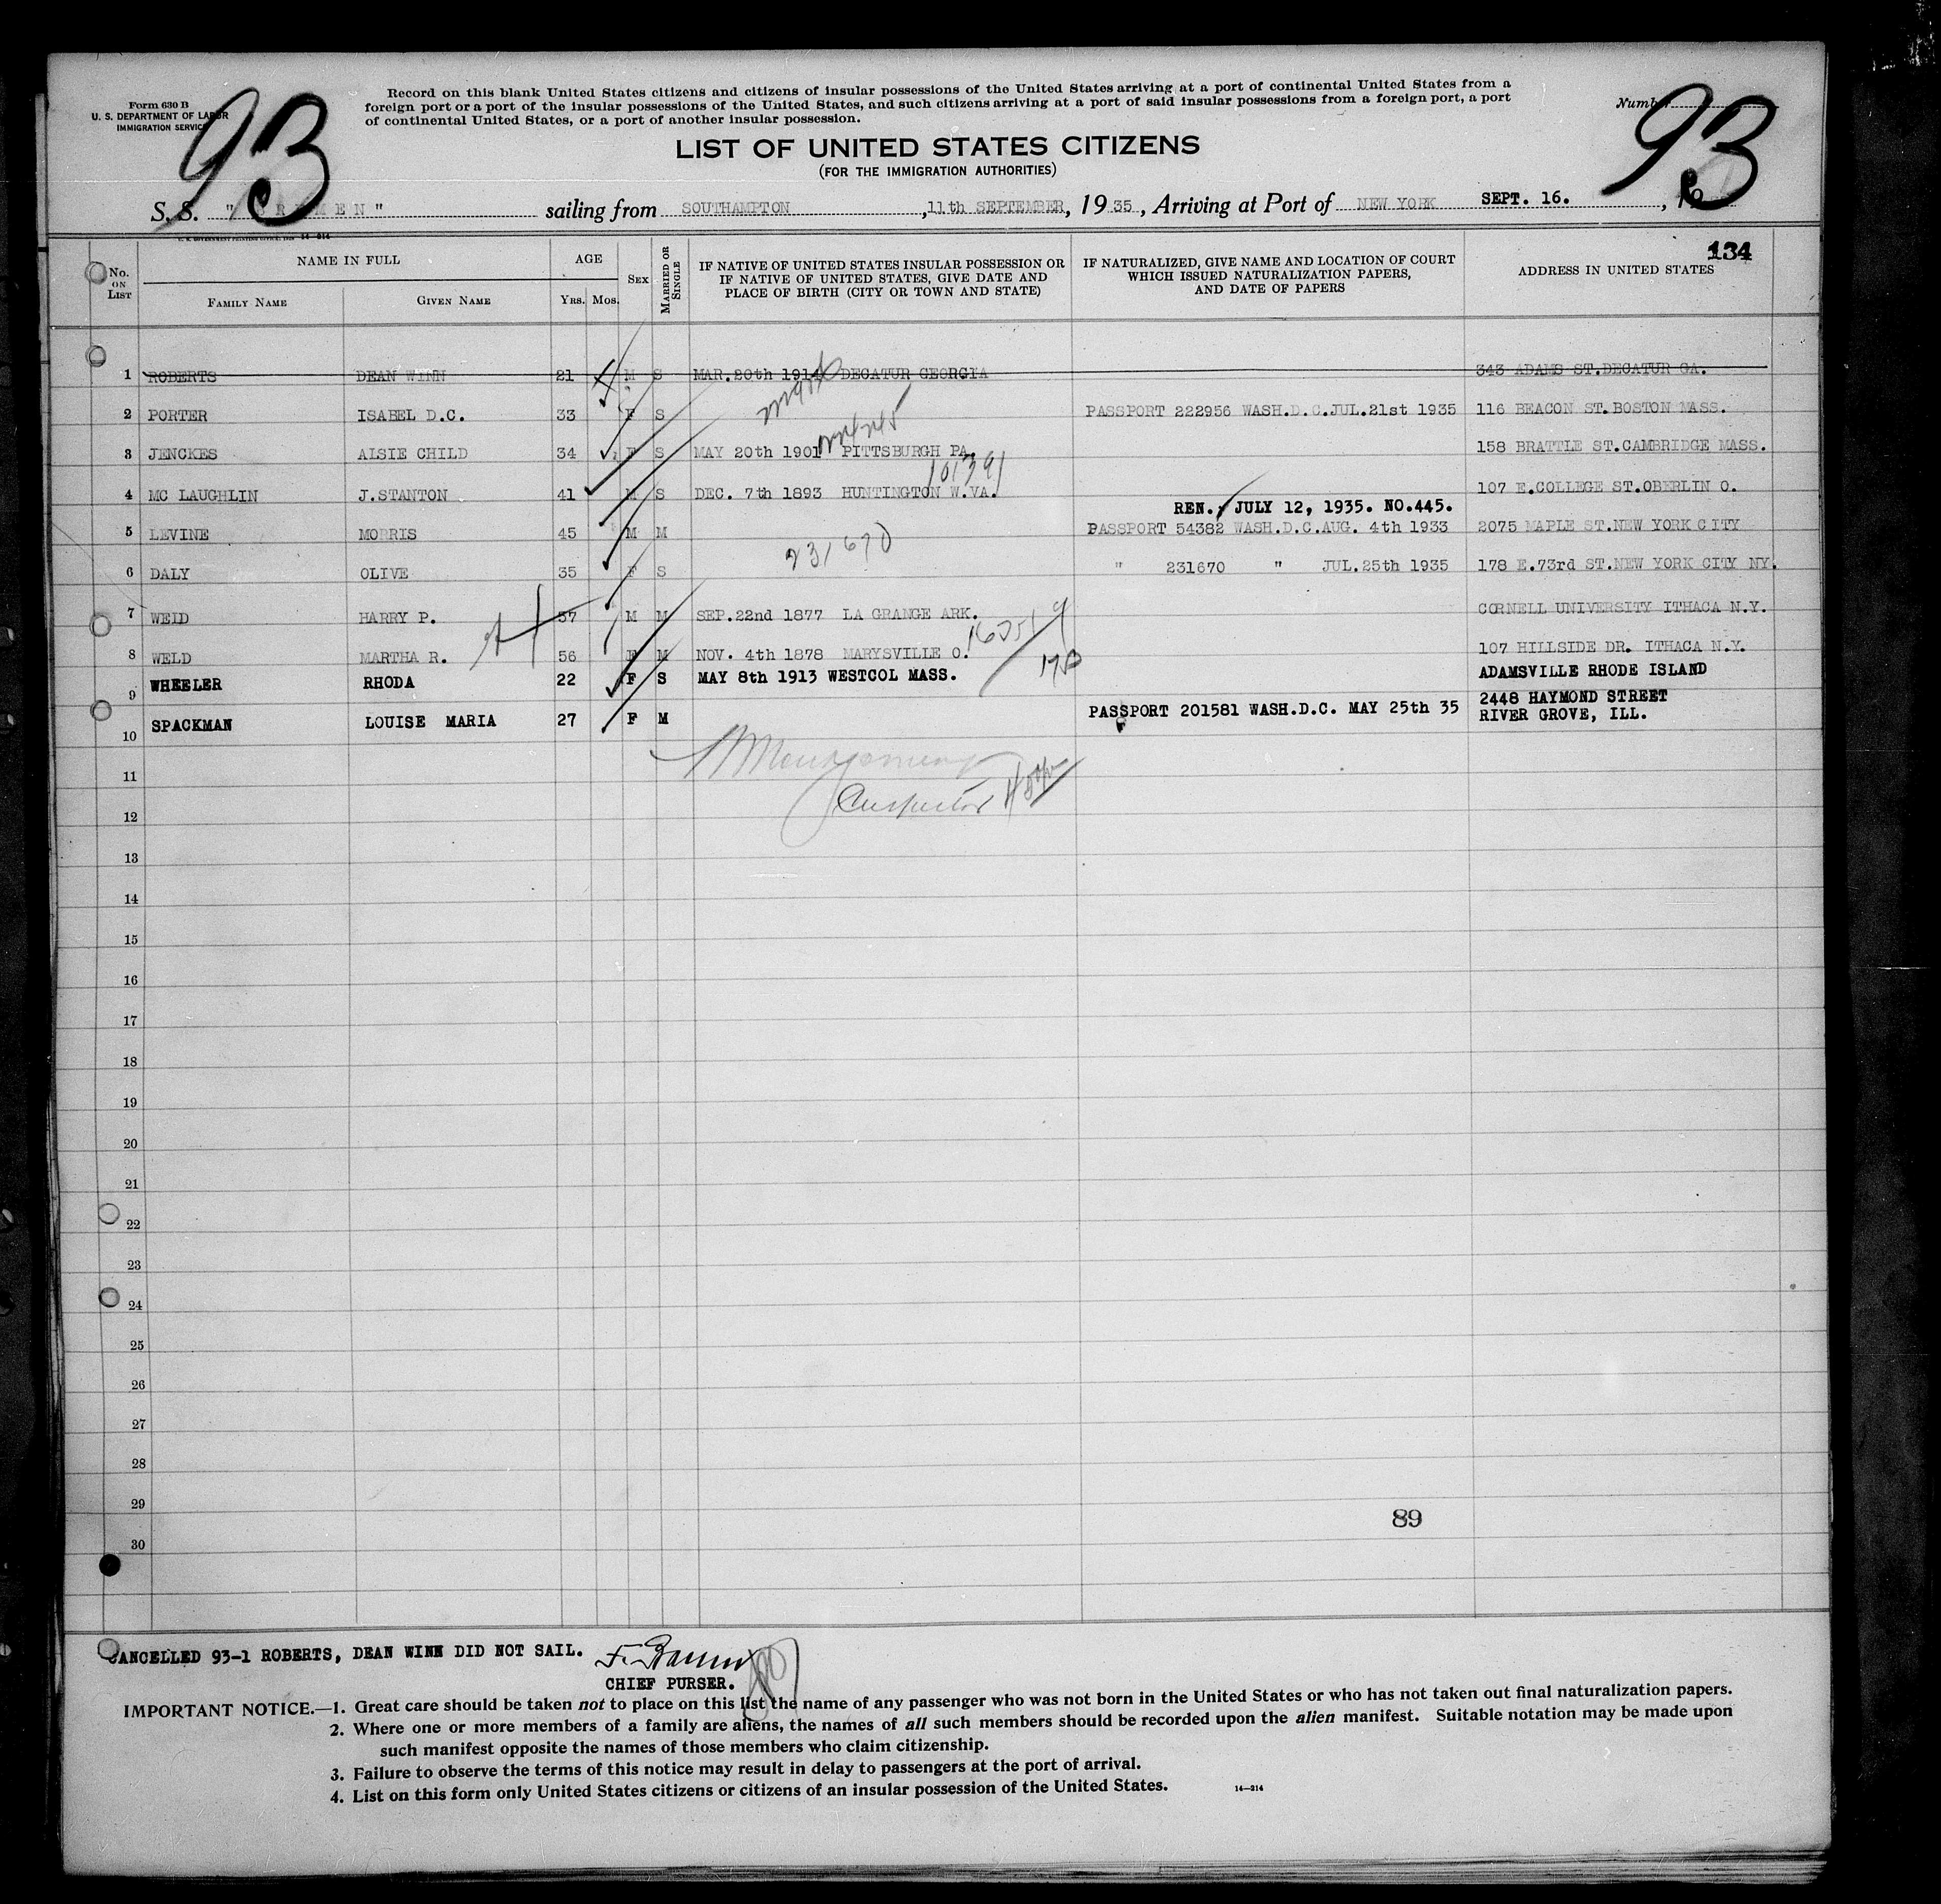 Form 630 B
U. S. DEPARTMENT OF LABOR
IMMIGRATION SERVICE
Record on this blank United States citizens and citizens of insular possessions of the United States arriving at a port of continental United States from a
foreign port or a port of the insular possessions of the United States, and such citizens arriving at a port of said insular possessions from a foreign port, a port
of continental United States, or a port of another insular possession.
Number
93
93
LIST OF UNITED STATES CITIZENS
(FOR THE IMMIGRATION AUTHORITIES)
S. S. "BREMEN" sailing from SOUTHAMPTON, 11th SEPTEMBER, 1935, Arriving at Port of NEW YORK SEPT. 16., 19
134
No. ON LIST NAME IN FULL AGE SEX MARRIED OR SINGLE IF NATIVE OF UNITED STATES INSULAR POSSESSION OR IF NATIVE OF UNITED STATES, GIVE DATE AND PLACE OF BIRTH (CITY OR TOWN AND STATE) IF NATURALIZED, GIVE NAME AND LOCATION OF COURT WHICH ISSUED NATURALIZATION PAPERS, AND DATE OF PAPERS ADDRESS IN UNITED STATES
FAMILY NAME GIVEN NAME YRS. MOS.
1 ROBERTS DEAN WINN 21 M S MAR.20th 1914 DECATUR GEORGIA 343 ADAMS ST.DECATUR GA.
2 PORTER ISABEL D.C. 33 F S PASSPORT 222956 WASH.D.C.JUL.21st 1935 116 BEACON ST.BOSTON MASS.
3 JENCKES ALSIE CHILD 34 F S MAY 20th 1901 PITTSBURGH PA. 158 BRATTLE ST.CAMBRIDGE MASS.
101391
4 MC LAUGHLIN J.STANTON 41 M S DEC. 7th 1893 HUNTINGTON W.VA. 107 E.COLLEGE ST.OBERLIN O.
REN. JULY 12, 1935. NO.445.
5 LEVINE MORRIS 45 M M PASSPORT 54382 WASH.D.C.AUG. 4th 1933 2075 MAPLE ST.NEW YORK CITY
231670
6 DALY OLIVE 35 F S " 231670 " JUL.25th 1935 178 E.73rd ST.NEW YORK CITY NY.
7 WEID HARRY P. 57 M M SEP.22nd 1877 LA GRANGE ARK. CORNELL UNIVERSITY ITHACA N.Y.
8 WELD MARTHA R. 56 F M NOV. 4th 1878 MARYSVILLE O. 107 HILLSIDE DR. ITHACA N.Y.
9 WHEELER RHODA 22 F S MAY 8th 1913 WESTCOL MASS. ADAMSVILLE RHODE ISLAND
10 SPACKMAN LOUISE MARIA 27 F M PASSPORT 201581 WASH.D.C. MAY 25th 35 2448 HAYMOND STREET
RIVER GROVE, ILL.
Montgomery
Inspector
11
12
13
14
15
16
17
18
19
20
21
22
23
24
25
26
27
28
29
89
30
CANCELLED 93-1 ROBERTS, DEAN WINN DID NOT SAIL.
CHIEF PURSER.
IMPORTANT NOTICE.—1. Great care should be taken not to place on this list the name of any passenger who was not born in the United States or who has not taken out final naturalization papers.
2. Where one or more members of a family are aliens, the names of all such members should be recorded upon the alien manifest. Suitable notation may be made upon
such manifest opposite the names of those members who claim citizenship.
3. Failure to observe the terms of this notice may result in delay to passengers at the port of arrival.
4. List on this form only United States citizens or citizens of an insular possession of the United States.
14—214